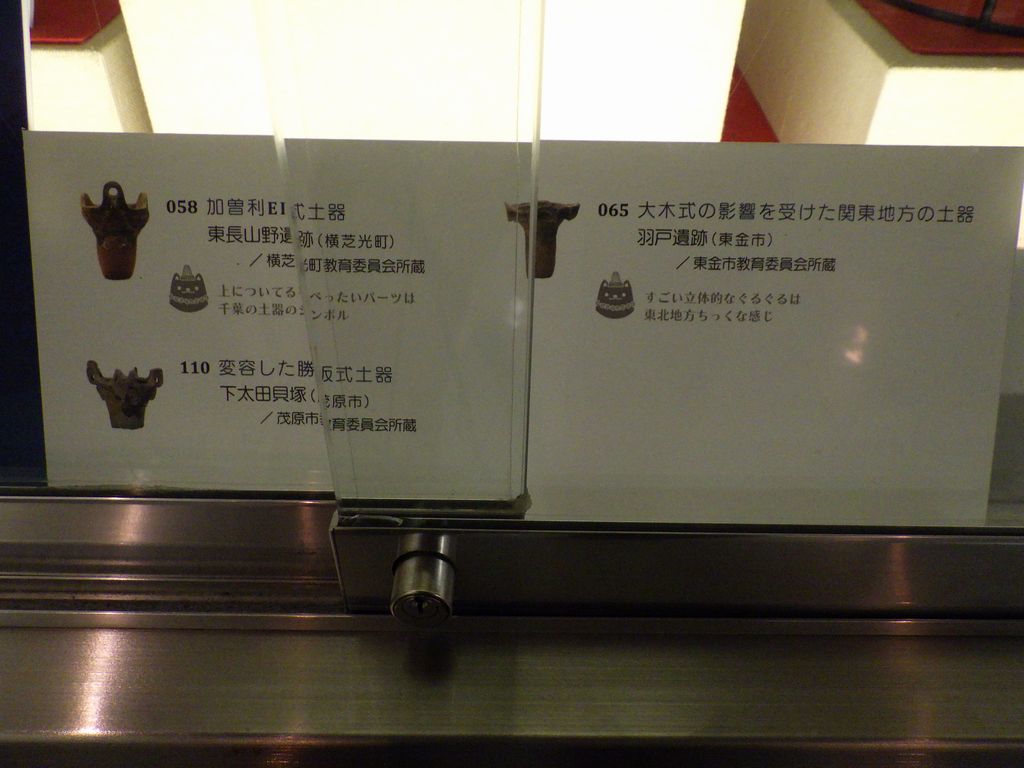 058 加曽利EI式土器
東長山野遺跡(横芝光町)
／横芝光町教育委員会所蔵
上についてるぺったいパーツは
千葉の土器のシンボル
110 変容した勝坂式土器
下太田貝塚(茂原市)
／茂原市教育委員会所蔵
065 大木式の影響を受けた関東地方の土器
羽戸遺跡(東金市)
／東金市教育委員会所蔵
すごい立体的なぐるぐるは
東北地方ちっくな感じ